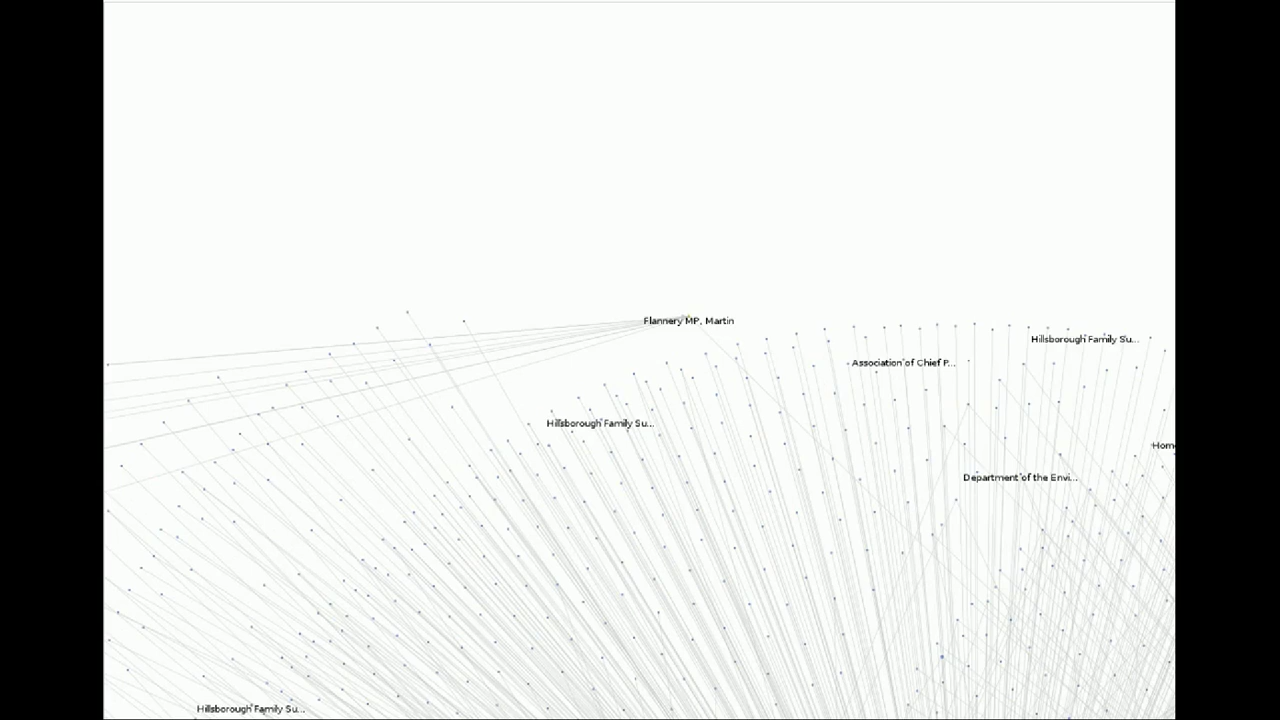 Flannery MP, Martin
Hillsborough Family Su...
Association of Chief P...
Hillsborough Family Su...
Hom
Department of the Envi...
Hillsborough Family Su...